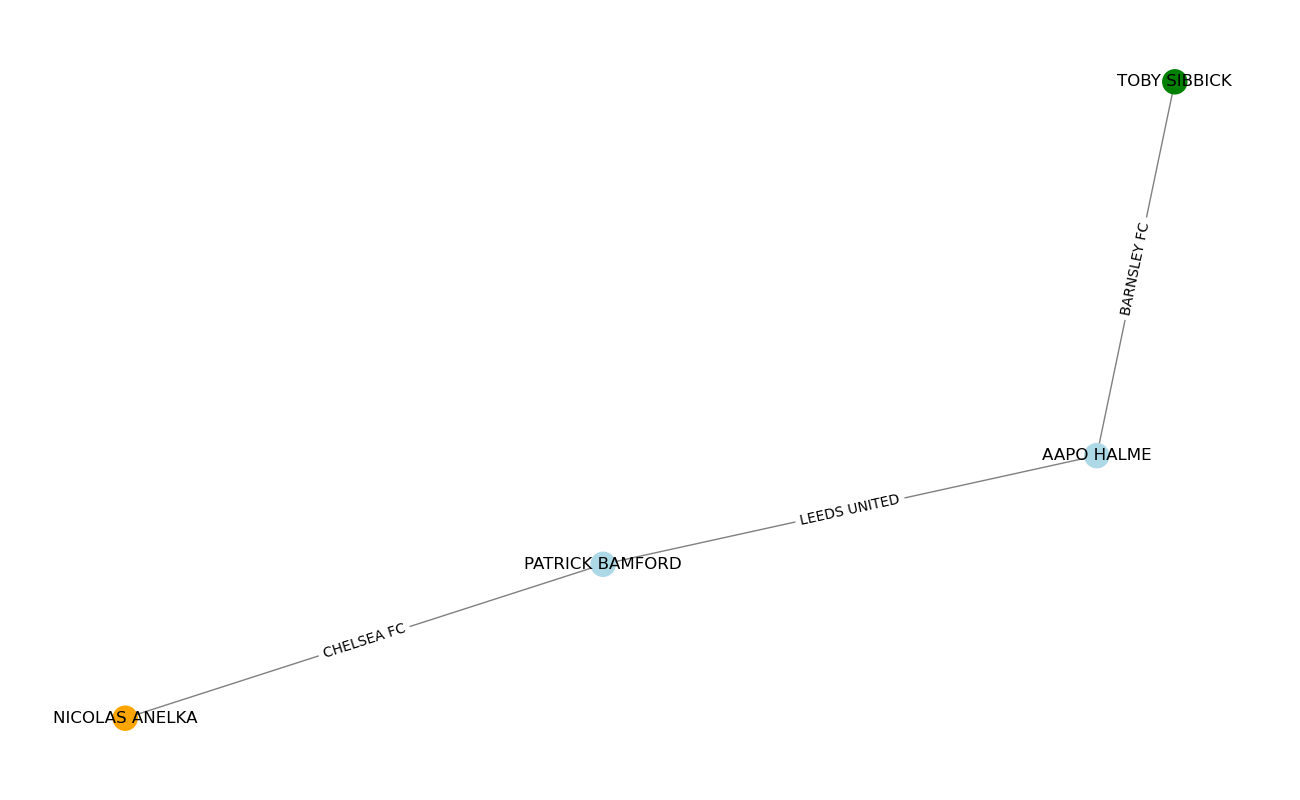 TOBY SIBBICK
BARNSLEY FC
AAPO HALME
LEEDS UNITED
PATRICK BAMFORD
CHELSEA FC
NICOLAS ANELKA